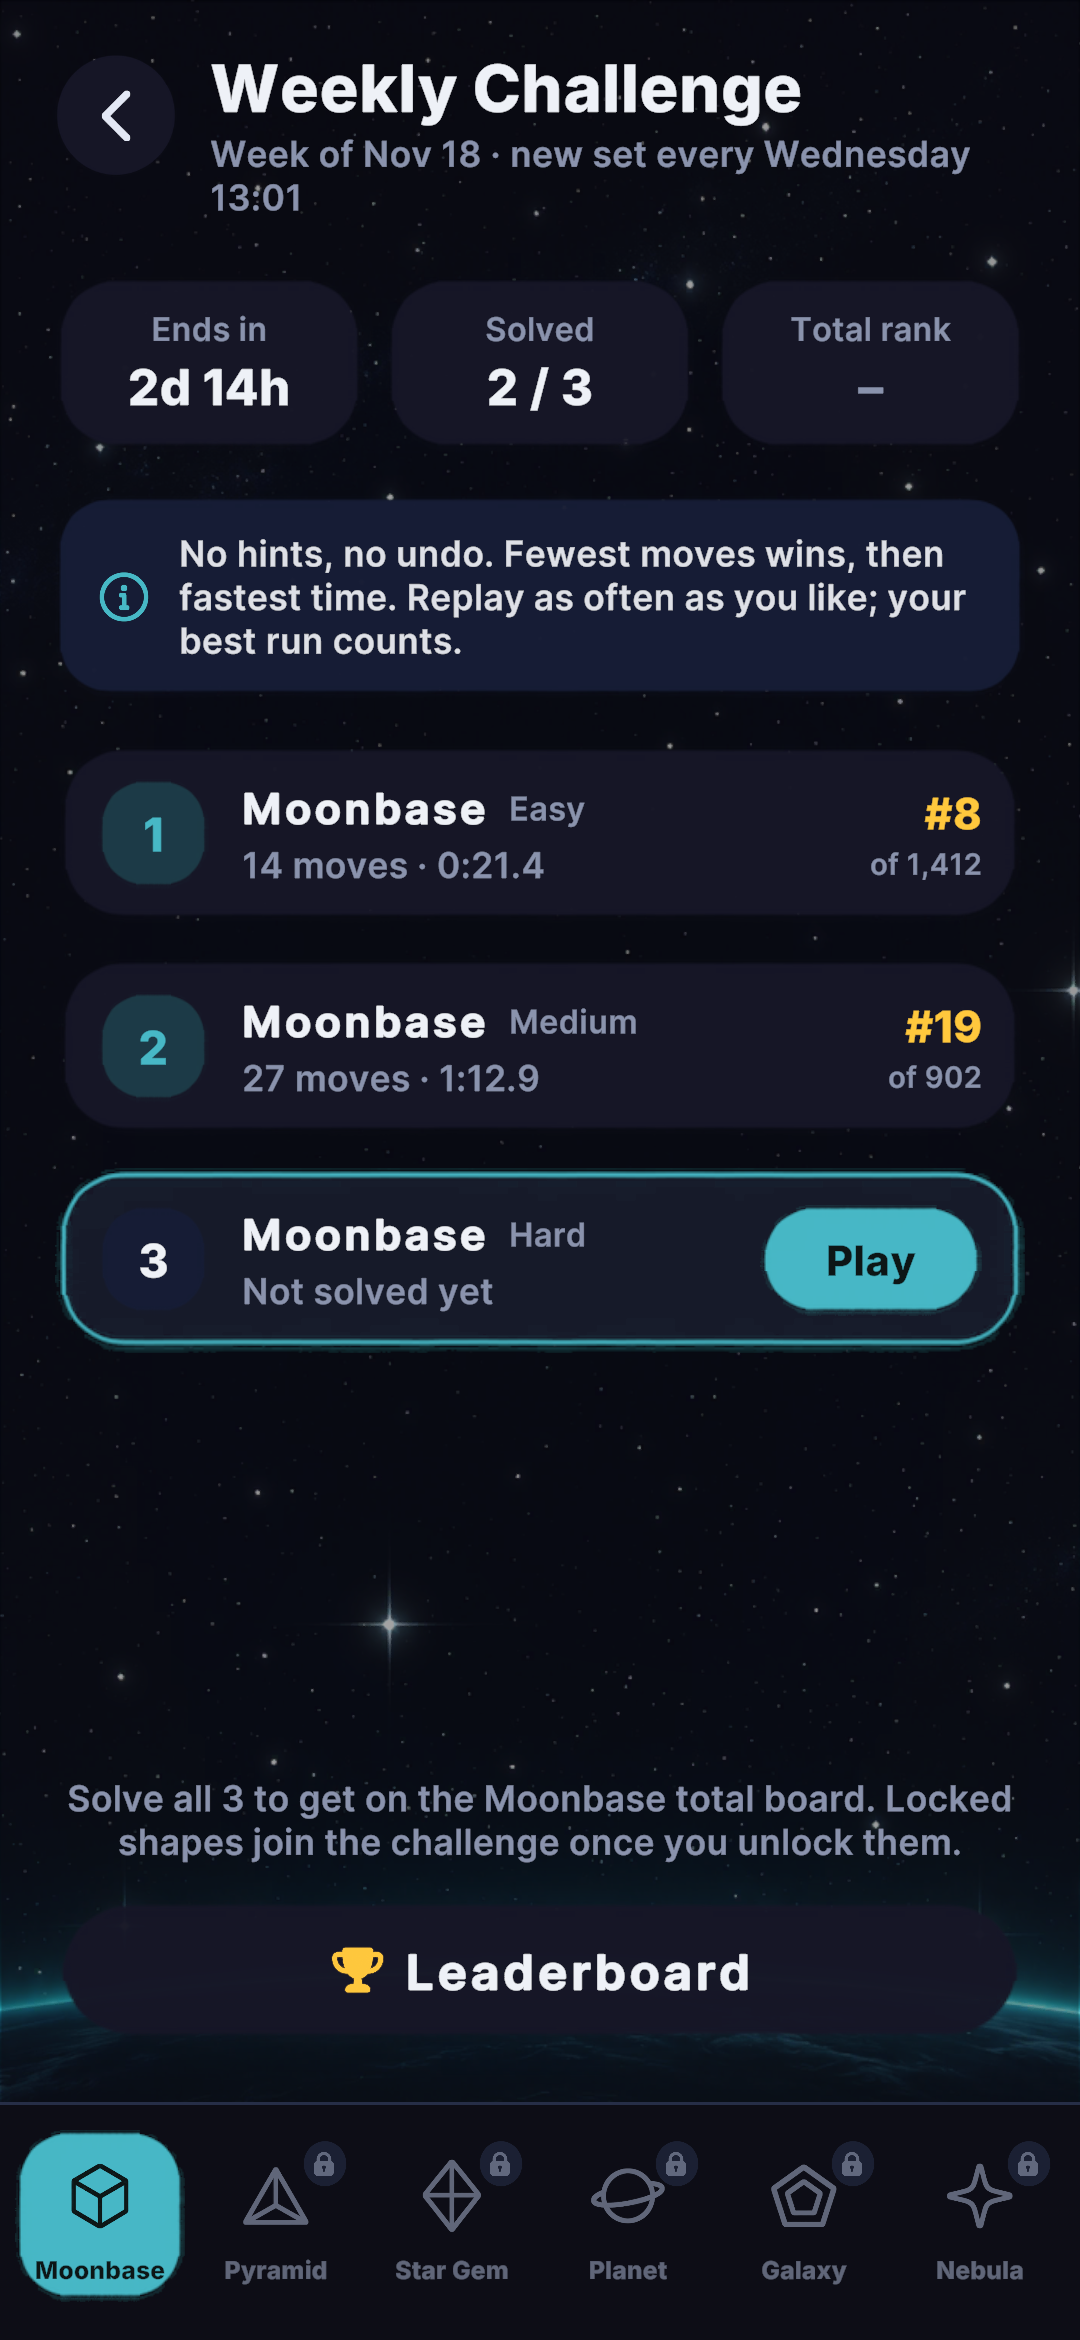 Weekly Challenge
Week of Nov 18 · new set every Wednesday
13:01
Ends in
2d 14h
Solved
2 / 3
Total rank
–
No hints, no undo. Fewest moves wins, then
fastest time. Replay as often as you like; your
best run counts.
1
Moonbase Easy
14 moves · 0:21.4
#8
of 1,412
2
Moonbase Medium
27 moves · 1:12.9
#19
of 902
3
Moonbase Hard
Not solved yet
Play
Solve all 3 to get on the Moonbase total board. Locked
shapes join the challenge once you unlock them.
Leaderboard
Moonbase
Pyramid
Star Gem
Planet
Galaxy
Nebula